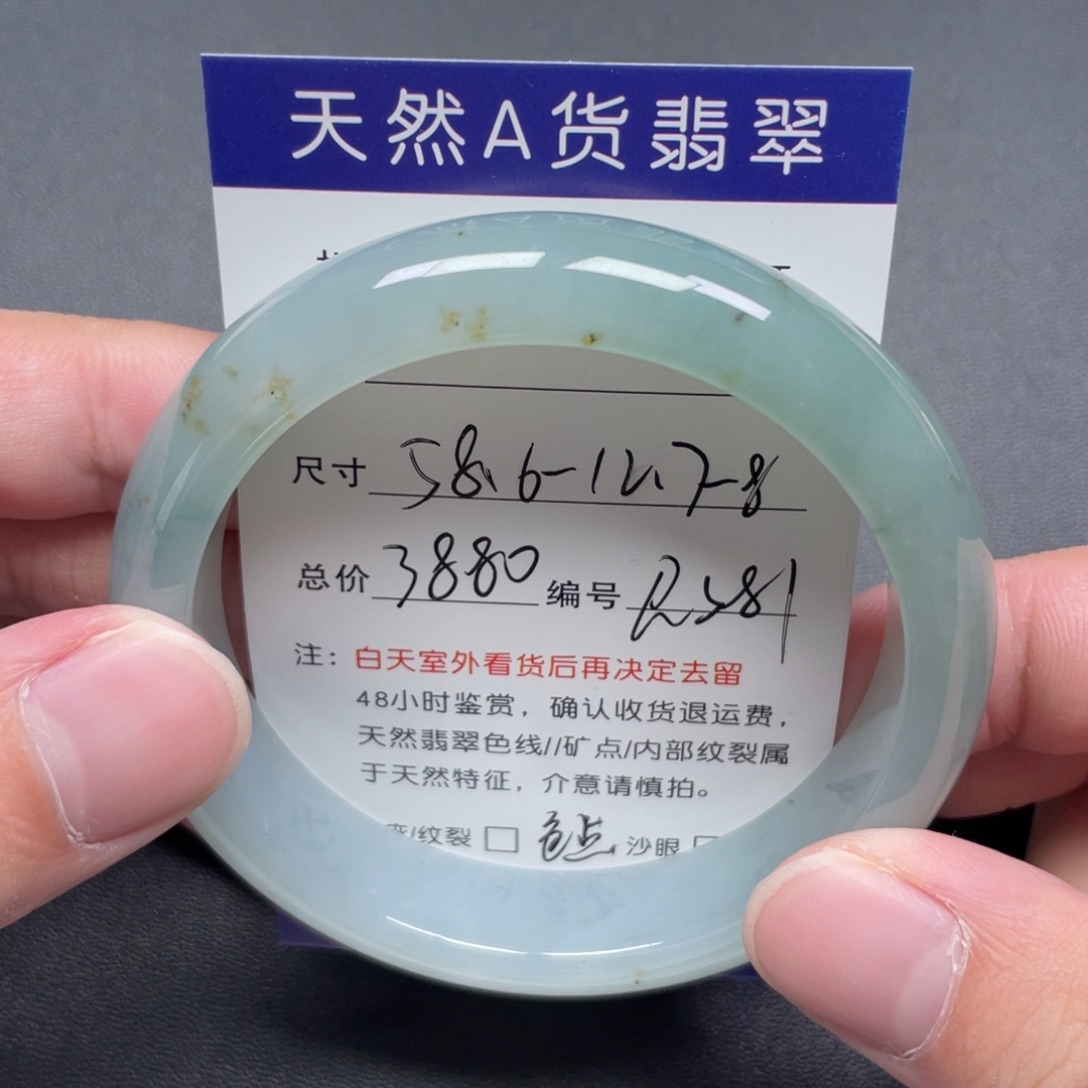 天然A货翡翠
尺寸 58.6-12.7-8
总价 3880 编号 R581
注：白天室外看货后再决定去留
48小时鉴赏，确认收货退运费，
天然翡翠色线//矿点/内部纹裂属
于天然特征，介意请慎拍。
/纹裂 □ 色点 沙眼